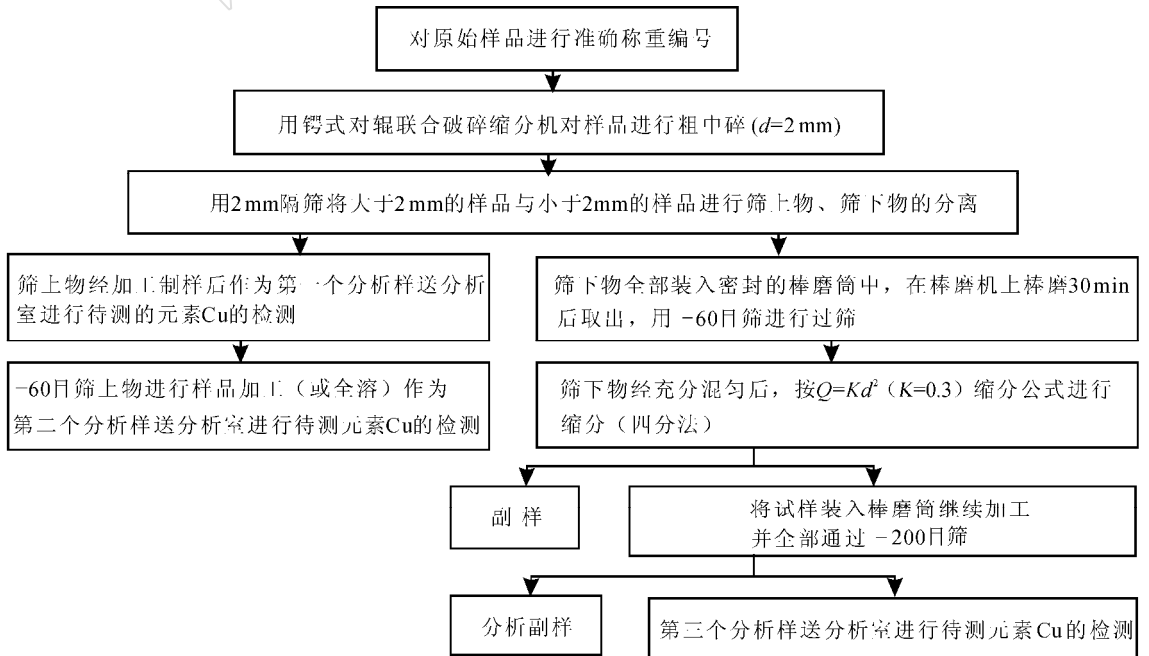 对原始样品进行准确称重编号
用锷式对辊联合破碎缩分机对样品进行粗中碎(d=2mm)
用2mm隔筛将大于2mm的样品与小于2mm的样品进行筛上物、筛下物的分离
筛上物经加工制样后作为第一个分析样送分析
室进行待测的元素Cu的检测
筛下物全部装入密封的棒磨筒中，在棒磨机上棒磨30min
后取出，用－60目筛进行过筛
－60目筛上物进行样品加工（或全溶）作为
第二个分析样送分析室进行待测元素Cu的检测
筛下物经充分混匀后，按Q=Kd²（K=0.3）缩分公式进行
缩分（四分法）
副样
将试样装入棒磨筒继续加工
并全部通过－200目筛
分析副样
第三个分析样送分析室进行待测元素Cu的检测